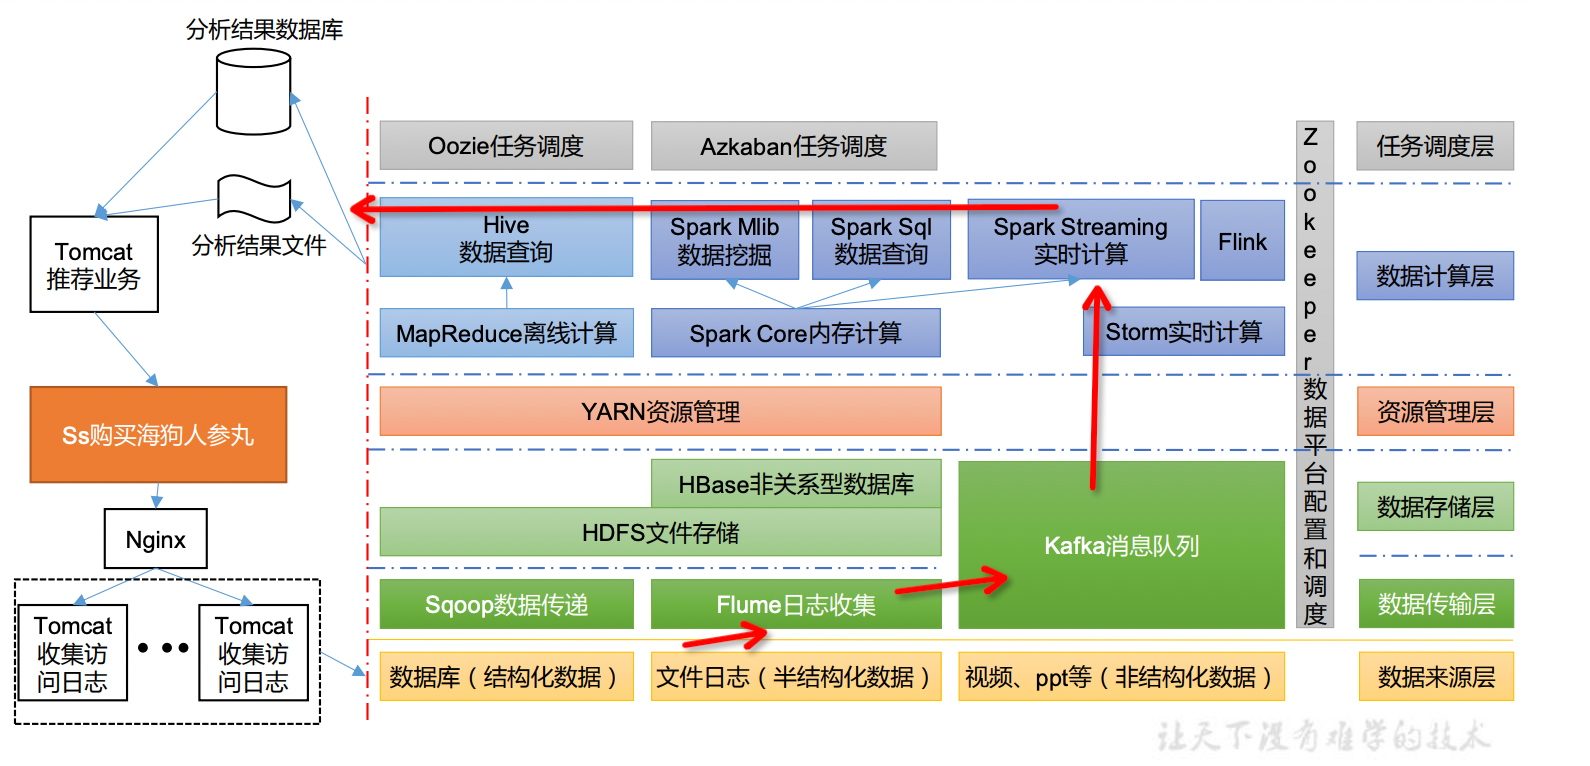 分析结果数据库
分析结果文件
Tomcat
推荐业务
Ss购买海狗人参丸
Nginx
Tomcat
收集访
问日志
•••
Tomcat
收集访
问日志
Oozie任务调度
Azkaban任务调度
任务调度层
Hive
数据查询
Spark Mlib
数据挖掘
Spark Sql
数据查询
Spark Streaming
实时计算
Flink
数据计算层
MapReduce离线计算
Spark Core内存计算
Storm实时计算
YARN资源管理
资源管理层
HBase非关系型数据库
HDFS文件存储
Kafka消息队列
数据存储层
Sqoop数据传递
Flume日志收集
数据传输层
数据库（结构化数据）
文件日志（半结构化数据）
视频、ppt等（非结构化数据）
数据来源层
Zookeeper数据平台配置和调度
让天下没有难学的技术